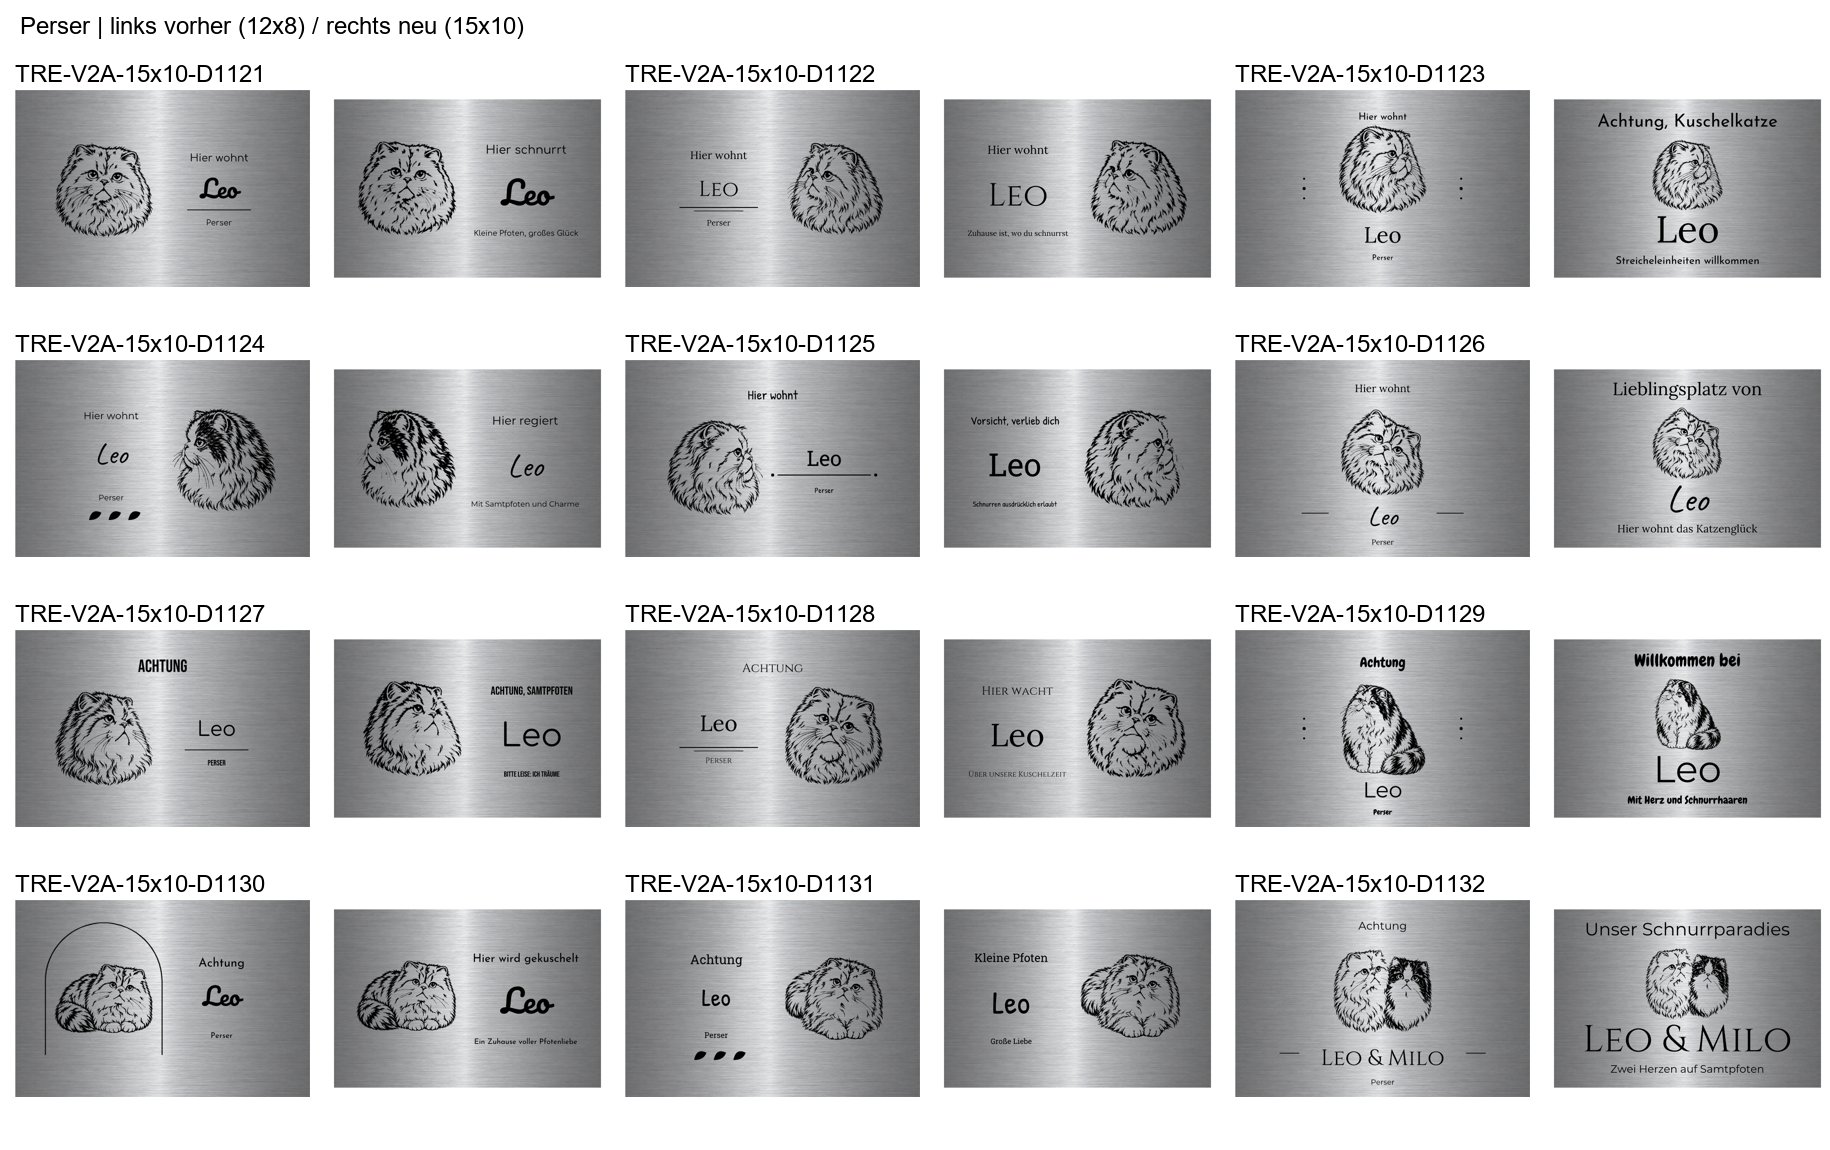 Perser | links vorher (12x8) / rechts neu (15x10)
TRE-V2A-15x10-D1121
Hier wohnt
Leo
Perser
Hier schnurrt
Leo
Kleine Pfoten, großes Glück
TRE-V2A-15x10-D1122
Hier wohnt
Leo
Perser
Hier wohnt
Leo
Zuhause ist, wo du schnurrst
TRE-V2A-15x10-D1123
Hier wohnt
Leo
Perser
Achtung, Kuschelkatze
Leo
Streicheleinheiten willkommen
TRE-V2A-15x10-D1124
Hier wohnt
Leo
Perser
Hier regiert
Leo
Mit Samtpfoten und Charme
TRE-V2A-15x10-D1125
Hier wohnt
Leo
Perser
Vorsicht, verlieb dich
Leo
Schnurren ausdrücklich erlaubt
TRE-V2A-15x10-D1126
Hier wohnt
Leo
Perser
Lieblingsplatz von
Leo
Hier wohnt das Katzenglück
TRE-V2A-15x10-D1127
ACHTUNG
Leo
PERSER
ACHTUNG, SAMTPFOTEN
Leo
BITTE LEISE: ICH TRÄUME
TRE-V2A-15x10-D1128
Achtung
Leo
Perser
Hier wacht
Leo
Über unsere Kuschelzeit
TRE-V2A-15x10-D1129
Achtung
Leo
Perser
Willkommen bei
Leo
Mit Herz und Schnurrhaaren
TRE-V2A-15x10-D1130
Achtung
Leo
Perser
Hier wird gekuschelt
Leo
Ein Zuhause voller Pfotenliebe
TRE-V2A-15x10-D1131
Achtung
Leo
Perser
Kleine Pfoten
Leo
Große Liebe
TRE-V2A-15x10-D1132
Achtung
Leo & Milo
Perser
Unser Schnurrparadies
Leo & Milo
Zwei Herzen auf Samtpfoten